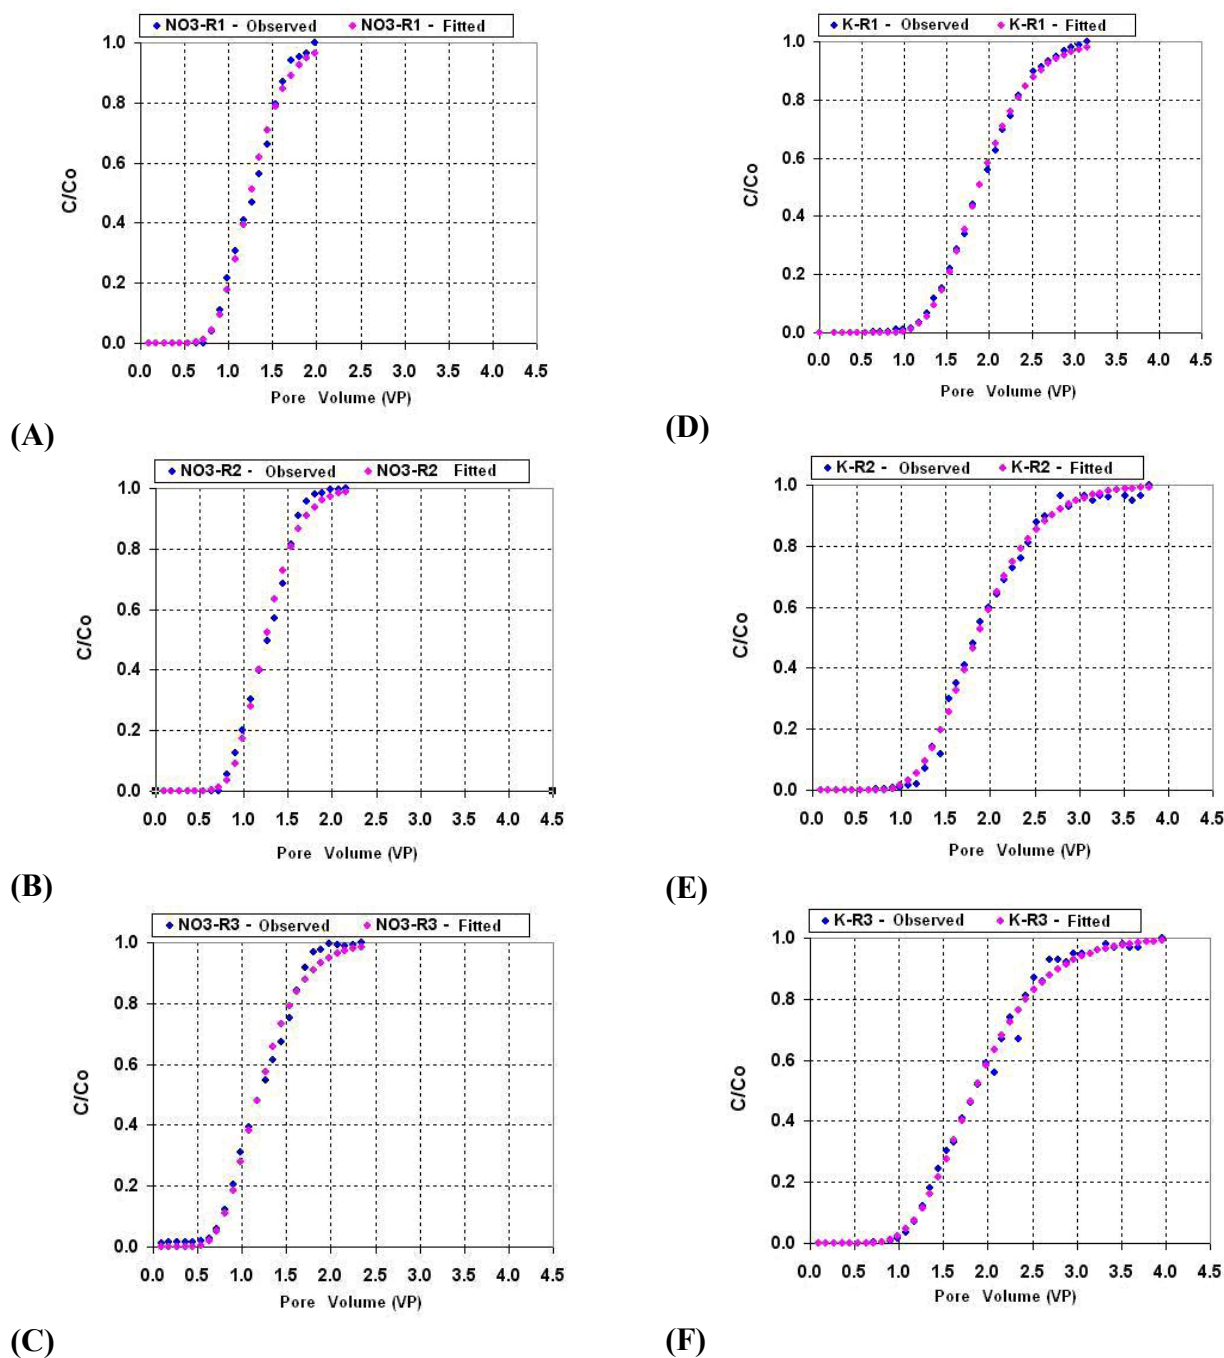 NO3-R1 - Observed NO3-R1 - Fitted
1.0
0.8
0.6
0.4
0.2
0.0
C/Co
0.0 0.5 1.0 1.5 2.0 2.5 3.0 3.5 4.0 4.5
Pore Volume (VP)
(A)
K-R1 - Observed K-R1 - Fitted
1.0
0.8
0.6
0.4
0.2
0.0
C/Co
0.0 0.5 1.0 1.5 2.0 2.5 3.0 3.5 4.0 4.5
Pore Volume (VP)
(D)
NO3-R2 - Observed NO3-R2 Fitted
1.0
0.8
0.6
0.4
0.2
0.0
C/Co
0.0 0.5 1.0 1.5 2.0 2.5 3.0 3.5 4.0 4.5
Pore Volume (VP)
(B)
K-R2 - Observed K-R2 - Fitted
1.0
0.8
0.6
0.4
0.2
0.0
C/Co
0.0 0.5 1.0 1.5 2.0 2.5 3.0 3.5 4.0 4.5
Pore Volume (VP)
(E)
NO3-R3 - Observed NO3-R3 - Fitted
1.0
0.8
0.6
0.4
0.2
0.0
C/Co
0.0 0.5 1.0 1.5 2.0 2.5 3.0 3.5 4.0 4.5
Pore Volume (VP)
(C)
K-R3 - Observed K-R3 - Fitted
1.0
0.8
0.6
0.4
0.2
0.0
C/Co
0.0 0.5 1.0 1.5 2.0 2.5 3.0 3.5 4.0 4.5
Pore Volume (VP)
(F)